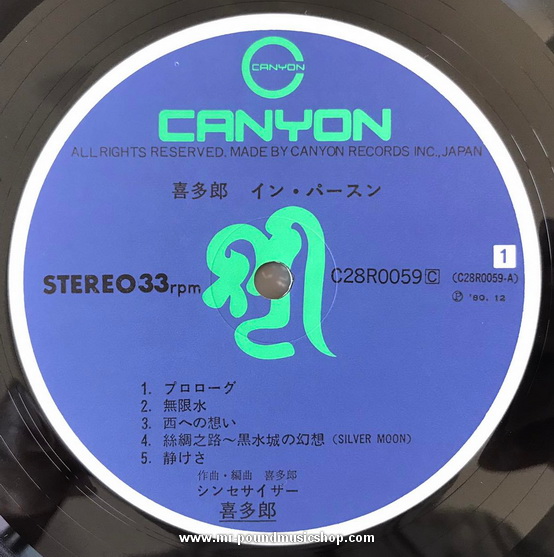 CANYON
CANYON
ALL RIGHTS RESERVED. MADE BY CANYON RECORDS INC., JAPAN
喜多郎 イン・パースン
1
STEREO 33 rpm
C28R0059 C (C28R0059-A)
Ⓟ '80. 12
1. プロローグ
2. 無限水
3. 西への想い
4. 絲綢之路～黒水城の幻想 (SILVER MOON)
5. 静けさ
作曲・編曲 喜多郎
シンセサイザー
喜多郎
www.mr-poundmusicshop.com